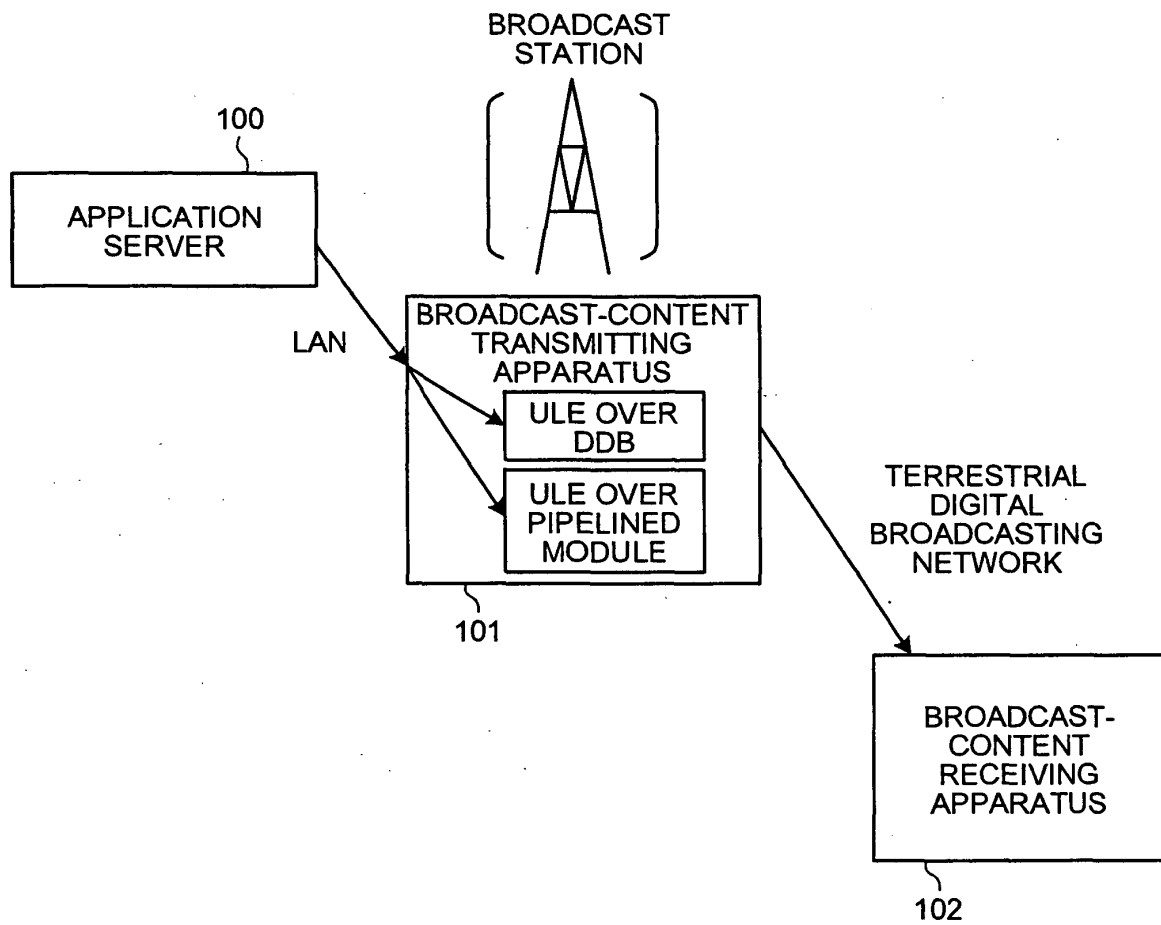 BROADCAST
STATION
100
APPLICATION
SERVER
LAN
BROADCAST-CONTENT
TRANSMITTING
APPARATUS
ULE OVER
DDB
ULE OVER
PIPELINED
MODULE
101
TERRESTRIAL
DIGITAL
BROADCASTING
NETWORK
BROADCAST-
CONTENT
RECEIVING
APPARATUS
102